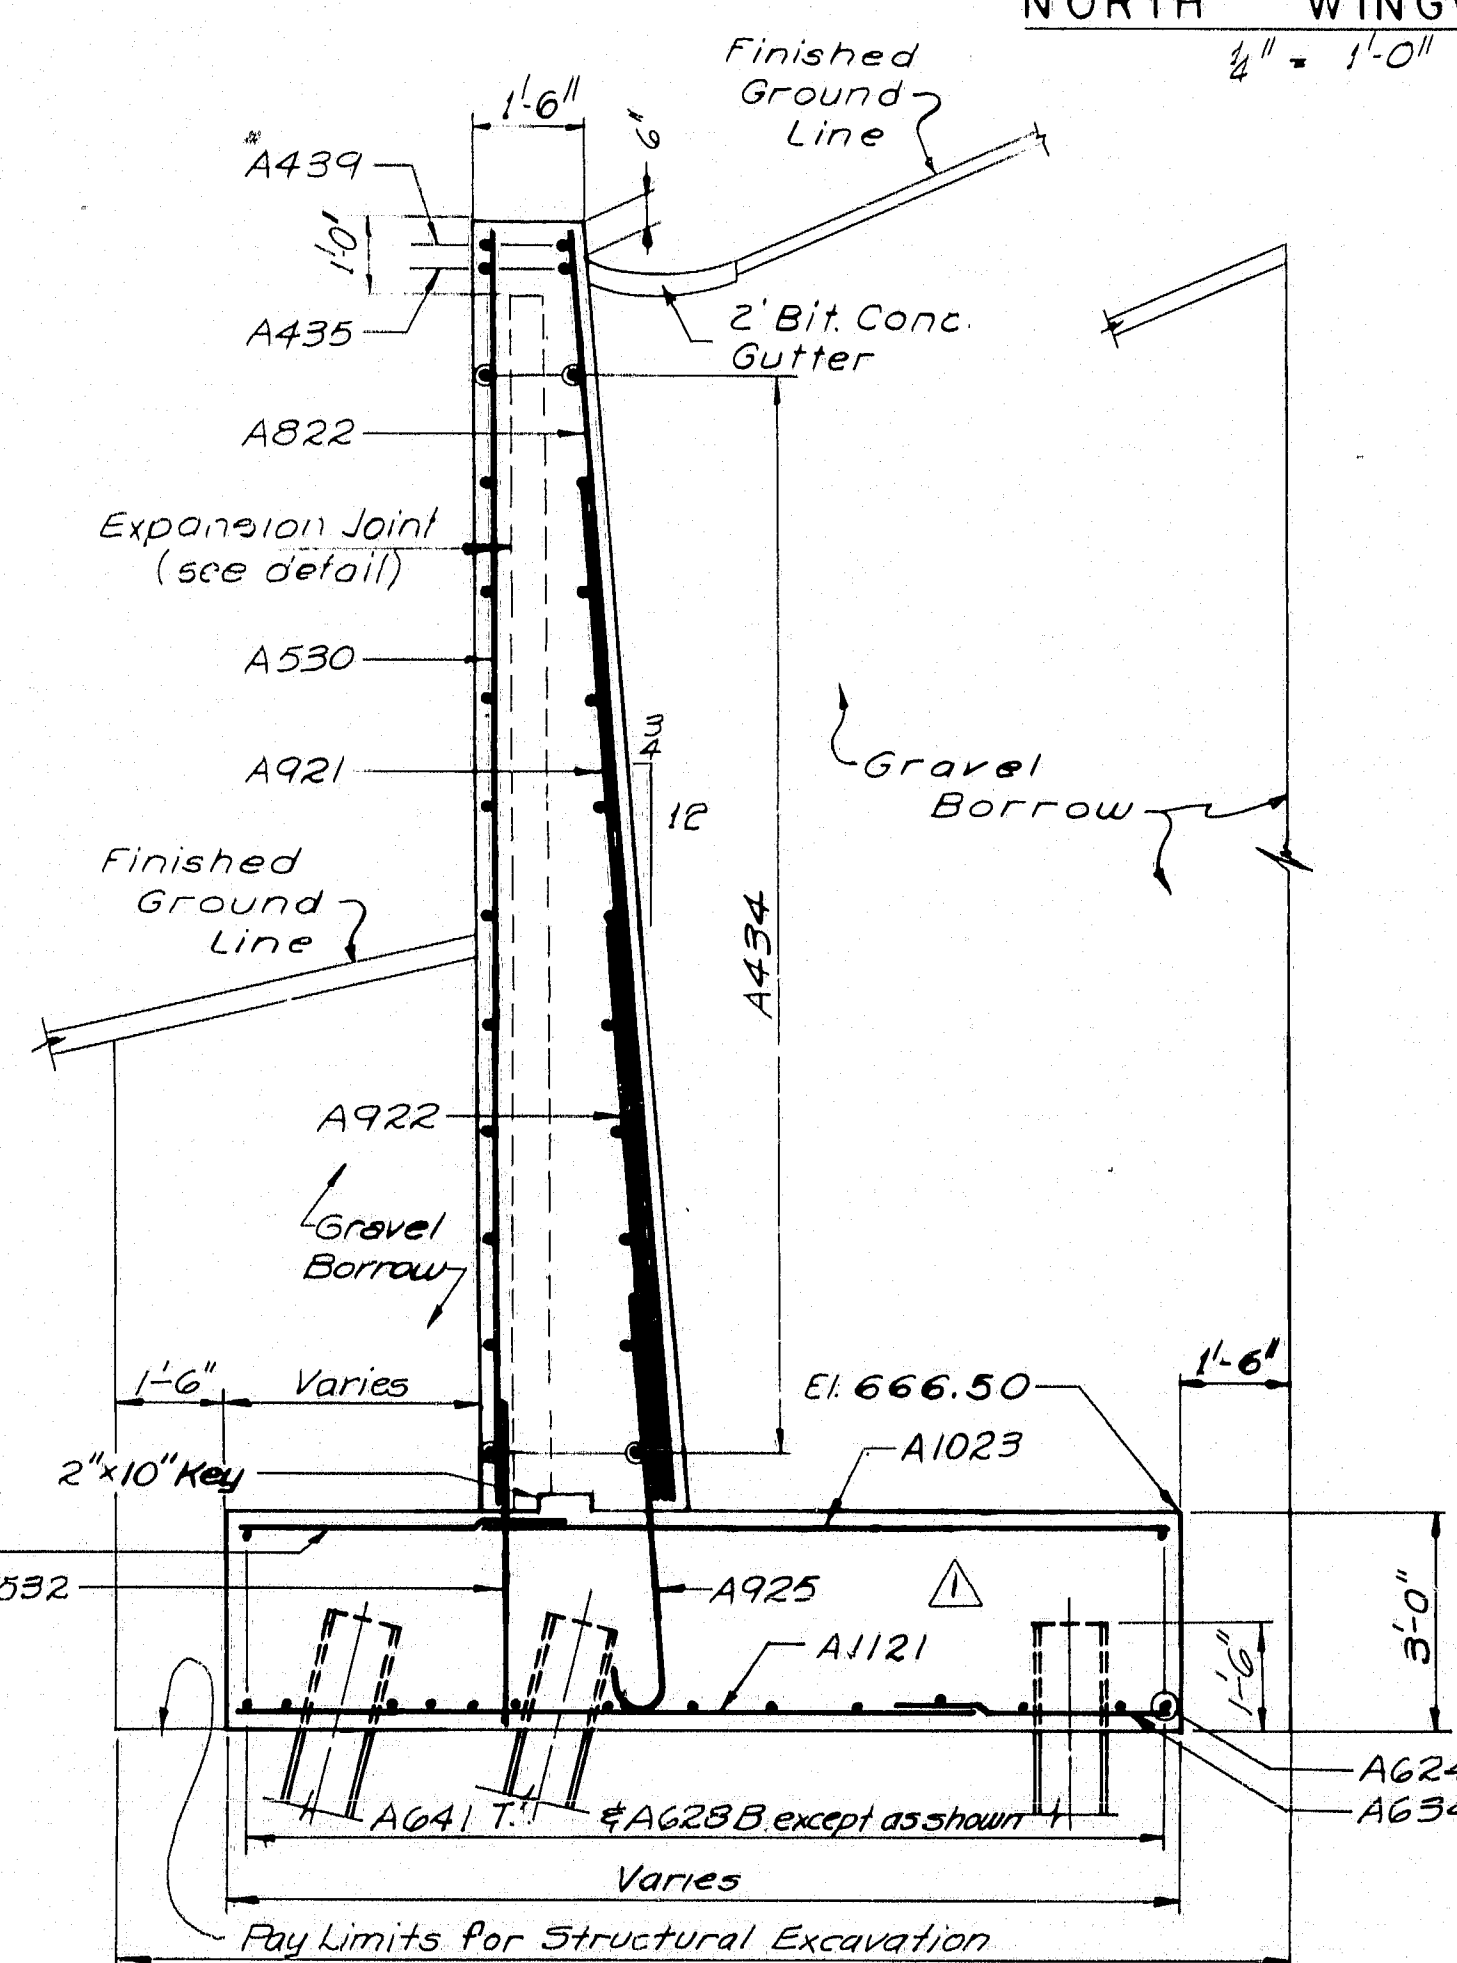 NORTH WING
1/4" = 1'-0"
Finished
Ground
Line
1'-6"
6"
A439
1'-0"
A435
2' Bit. Conc.
Gutter
A822
Expansion Joint
(see detail)
A530
A921
3/4
12
Gravel
Borrow
Finished
Ground
Line
A434
A922
Gravel
Borrow
1'-6"
Varies
El. 666.50
1'-6"
A1023
2"x10" Key
532
A925
1
A1121
1'-6"
3'-0"
A624
A634
A641 T. & A628 B. except as shown
Varies
Pay Limits for Structural Excavation